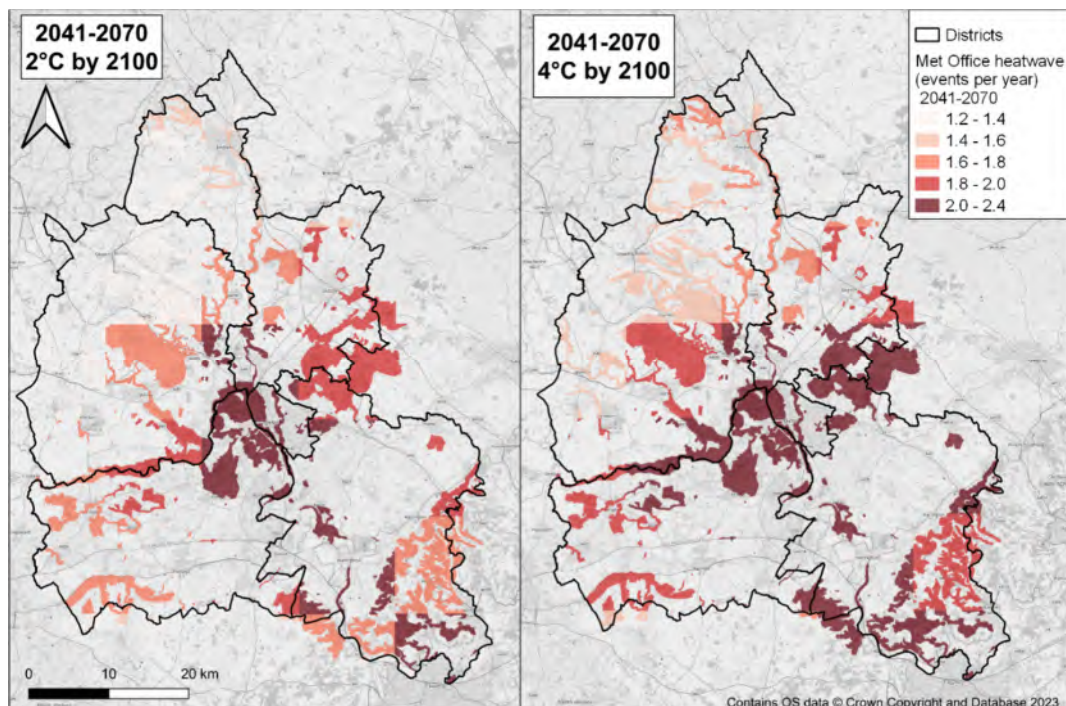 2041-2070
2°C by 2100
2041-2070
4°C by 2100
Districts
Met Office heatwave
(events per year)
2041-2070
1.2 - 1.4
1.4 - 1.6
1.6 - 1.8
1.8 - 2.0
2.0 - 2.4
0 10 20 km
Contains OS data © Crown Copyright and Database 2023